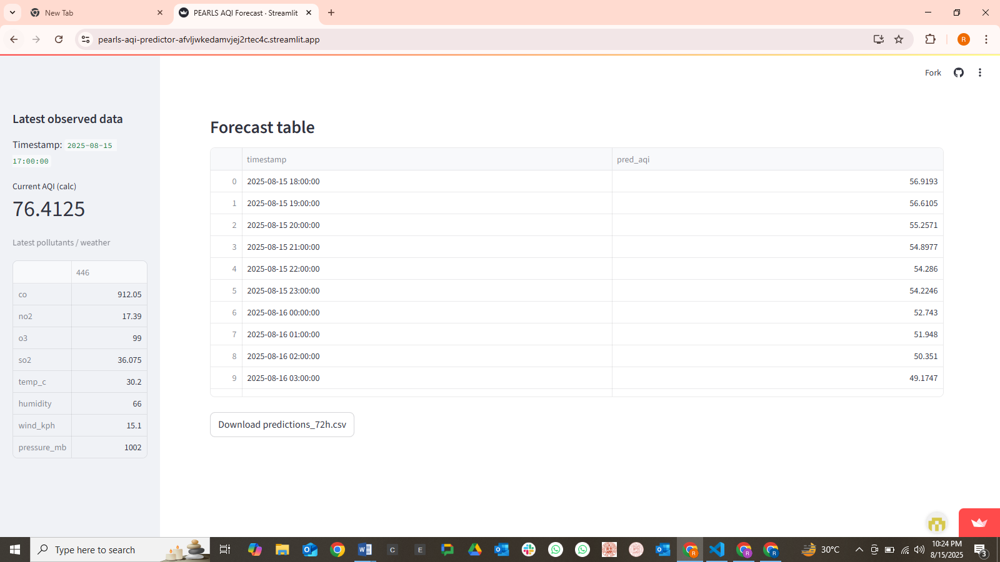 New Tab
PEARLS AQI Forecast · Streamlit
pearls-aqi-predictor-afvljwkedamvjej2rtec4c.streamlit.app
R
Fork
Latest observed data
Timestamp: 2025-08-15
17:00:00
Current AQI (calc)
76.4125
Latest pollutants / weather
446
co 912.05
no2 17.39
o3 99
so2 36.075
temp_c 30.2
humidity 66
wind_kph 15.1
pressure_mb 1002
Forecast table
timestamp pred_aqi
0 2025-08-15 18:00:00 56.9193
1 2025-08-15 19:00:00 56.6105
2 2025-08-15 20:00:00 55.2571
3 2025-08-15 21:00:00 54.8977
4 2025-08-15 22:00:00 54.286
5 2025-08-15 23:00:00 54.2246
6 2025-08-16 00:00:00 52.743
7 2025-08-16 01:00:00 51.948
8 2025-08-16 02:00:00 50.351
9 2025-08-16 03:00:00 49.1747
Download predictions_72h.csv
Type here to search
W
C
E
R
R
R
30°C
10:24 PM
8/15/2025
3